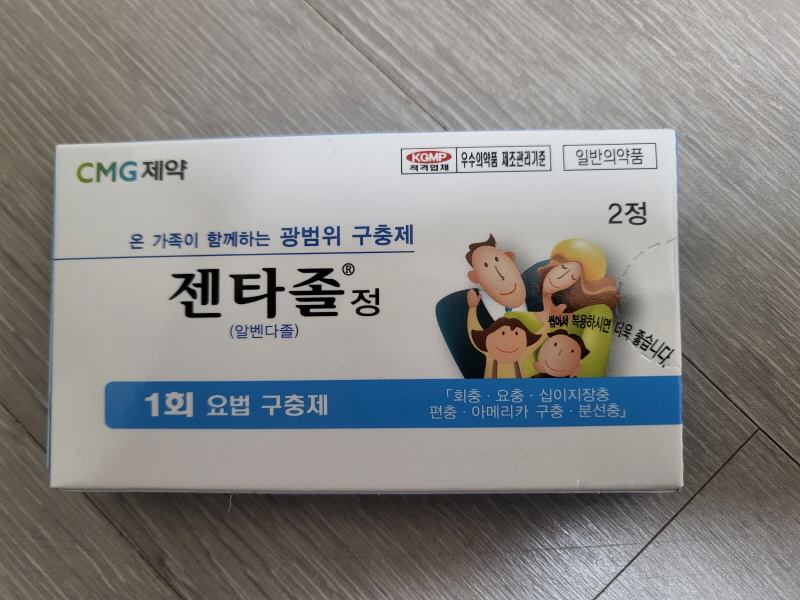 CMG제약
KGMP 적격업체 우수의약품 제조관리기준
일반의약품
2정
온 가족이 함께하는 광범위 구충제
젠타졸®정
(알벤다졸)
씹어서 복용하시면 더욱 좋습니다.
1회 요법 구충제
「회충 · 요충 · 십이지장충
편충 · 아메리카 구충 · 분선충」